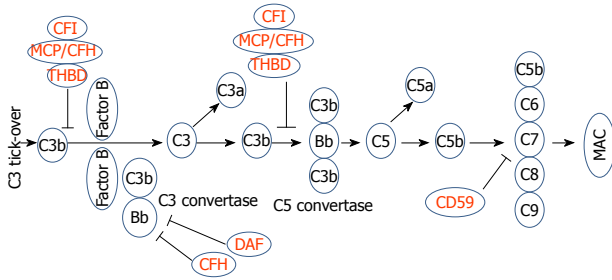 CFI
MCP/CFH
THBD
CFI
MCP/CFH
THBD
C3 tick-over
C3b
Factor B
Factor B
C3a
C3
C3b
C3b
Bb
C3b
C5a
C5
C5b
C5b
C6
C7
C8
C9
MAC
C3b
Bb
C3 convertase
C5 convertase
CD59
DAF
CFH